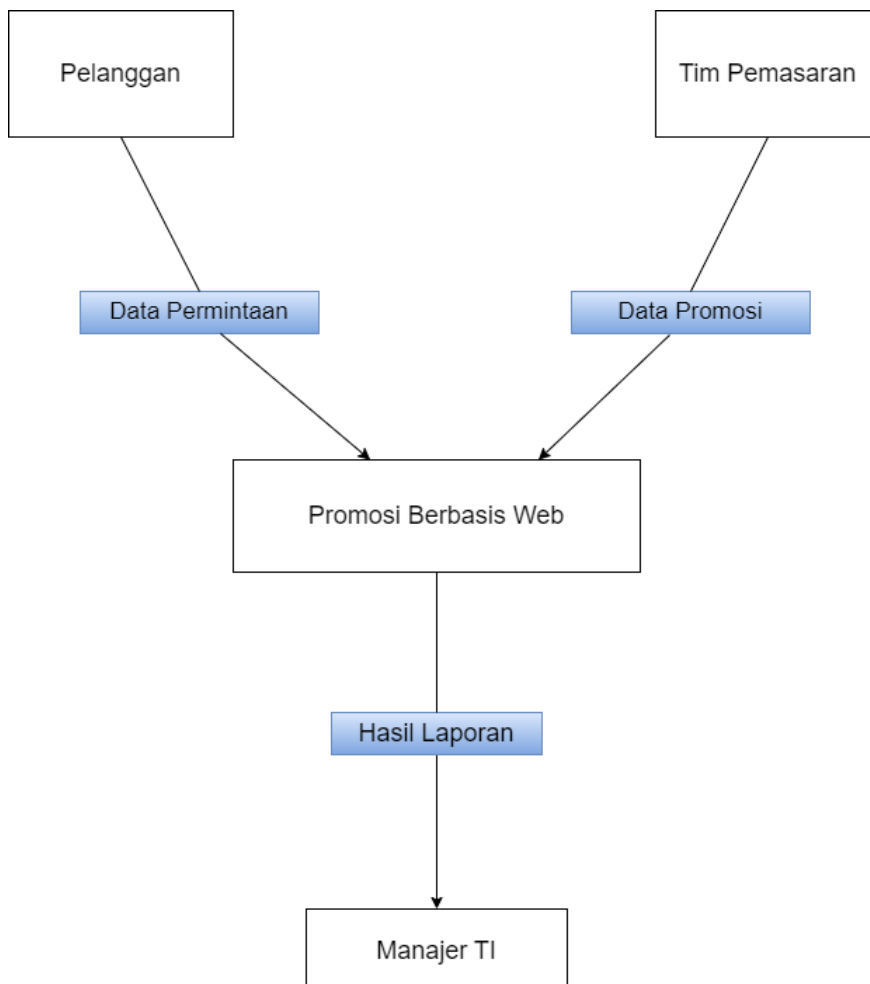 Pelanggan
Tim Pemasaran
Data Permintaan
Data Promosi
Promosi Berbasis Web
Hasil Laporan
Manajer TI